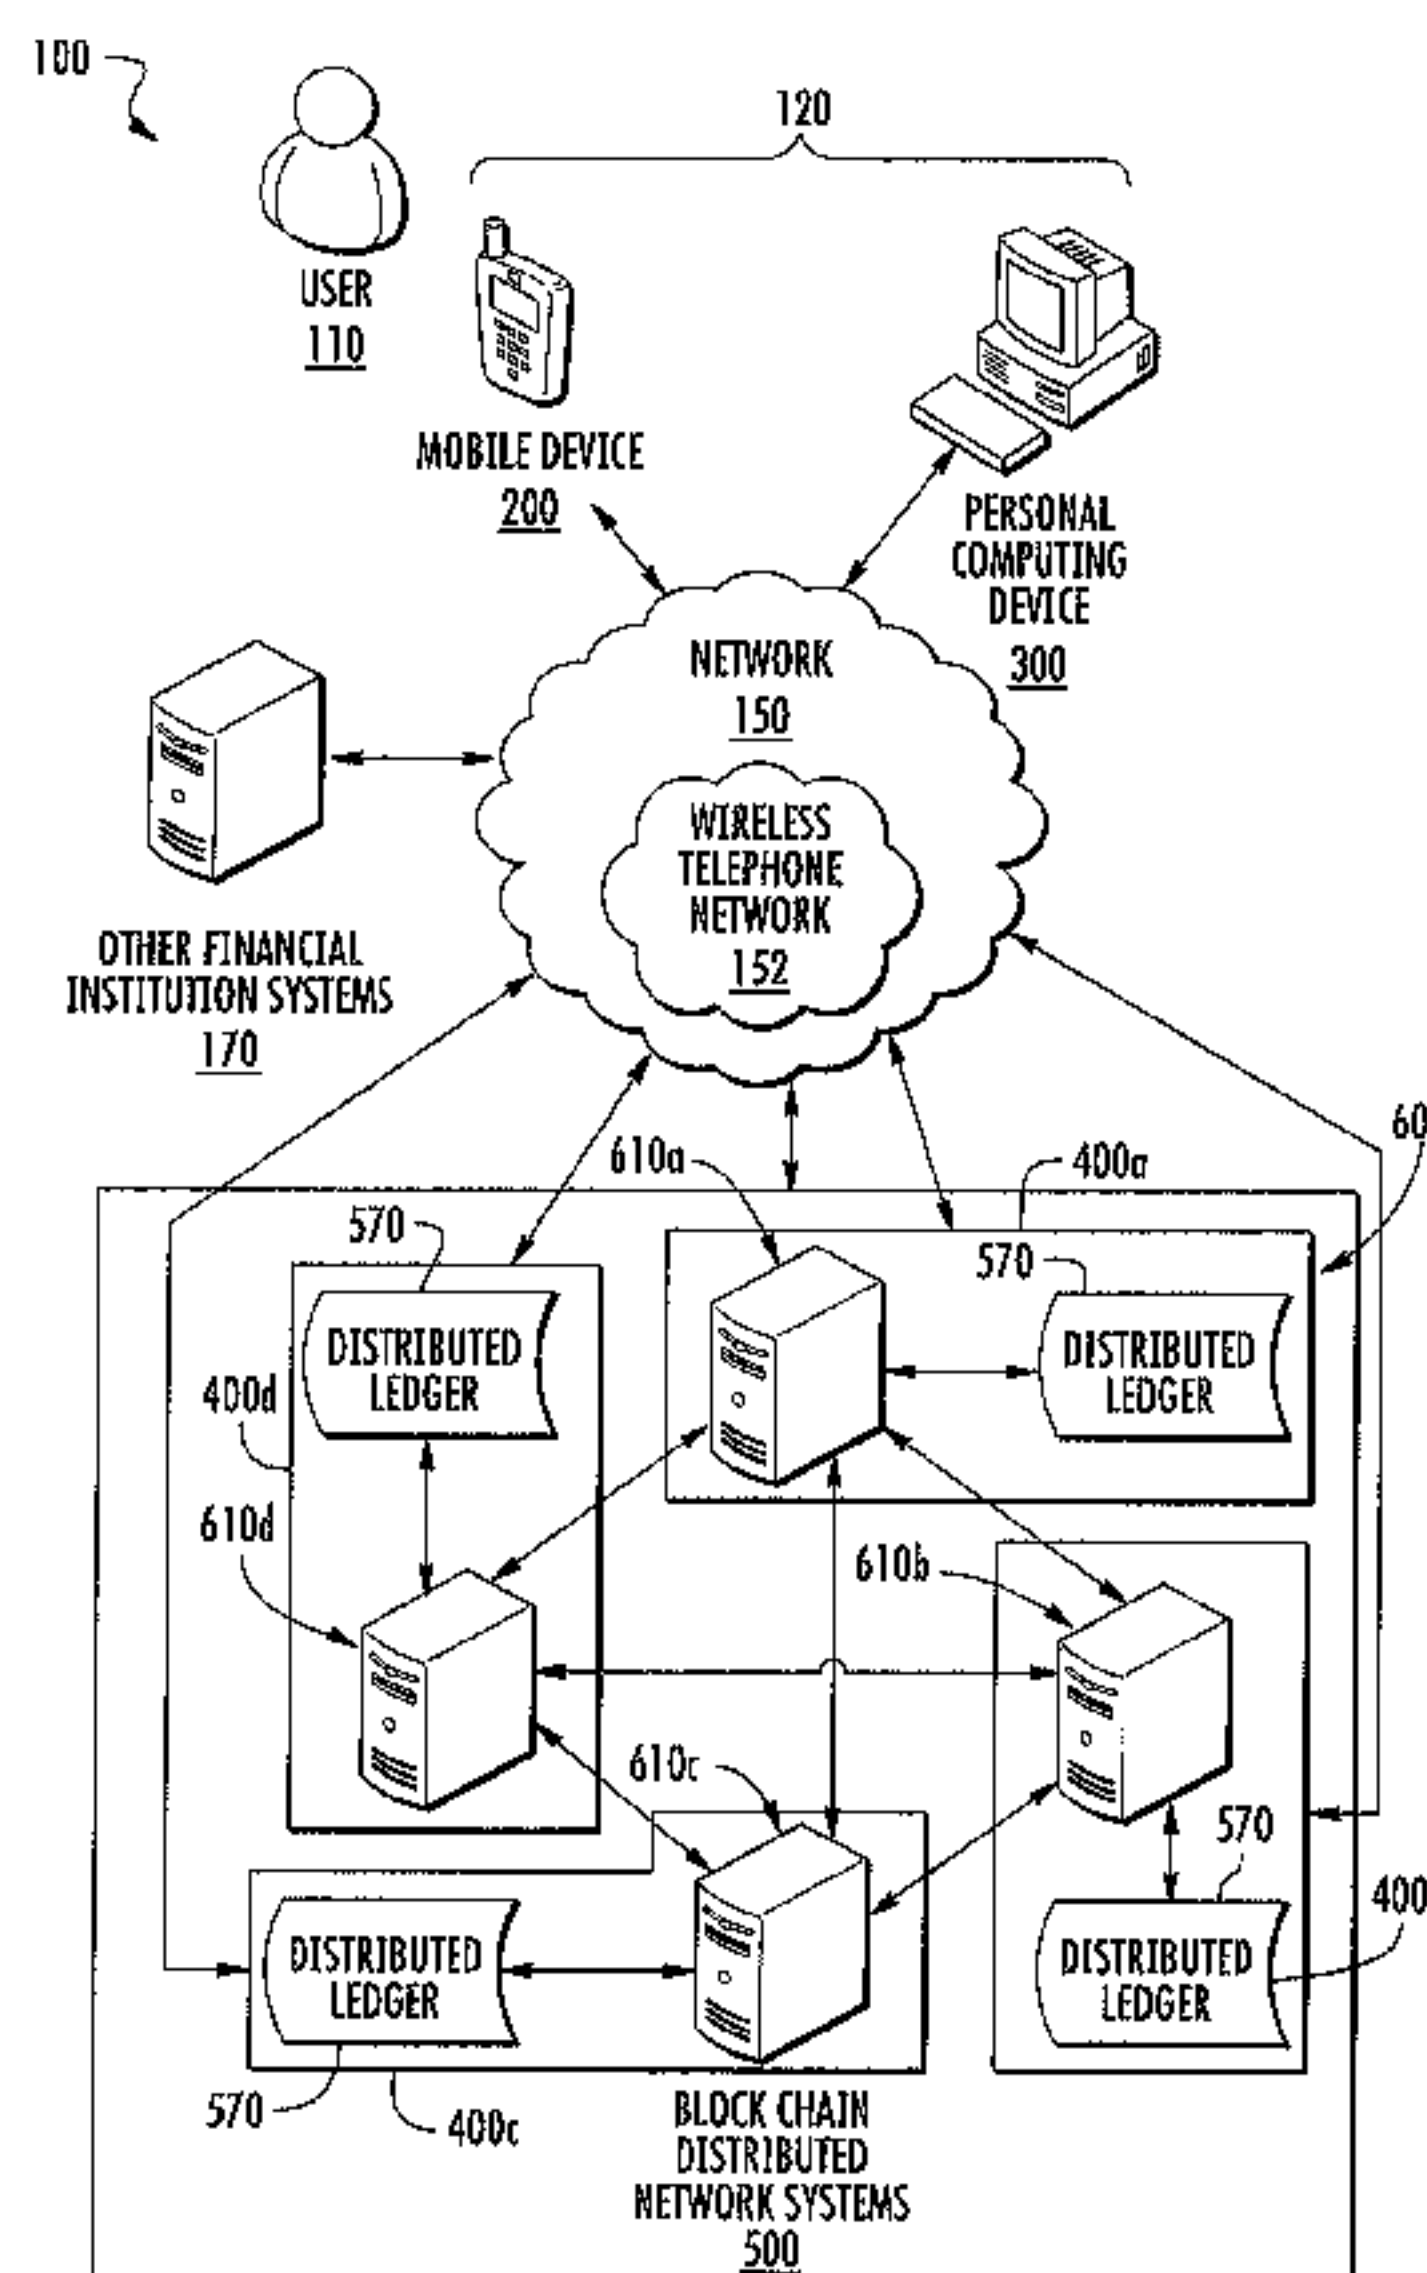 100
120
USER
110
MOBILE DEVICE
200
PERSONAL
COMPUTING
DEVICE
300
NETWORK
150
WIRELESS
TELEPHONE
NETWORK
152
OTHER FINANCIAL
INSTITUTION SYSTEMS
170
60
610a
400a
570
570
DISTRIBUTED
LEDGER
DISTRIBUTED
LEDGER
400d
610d
610b
610c
570
400
DISTRIBUTED
LEDGER
DISTRIBUTED
LEDGER
570
400c
BLOCK CHAIN
DISTRIBUTED
NETWORK SYSTEMS
500